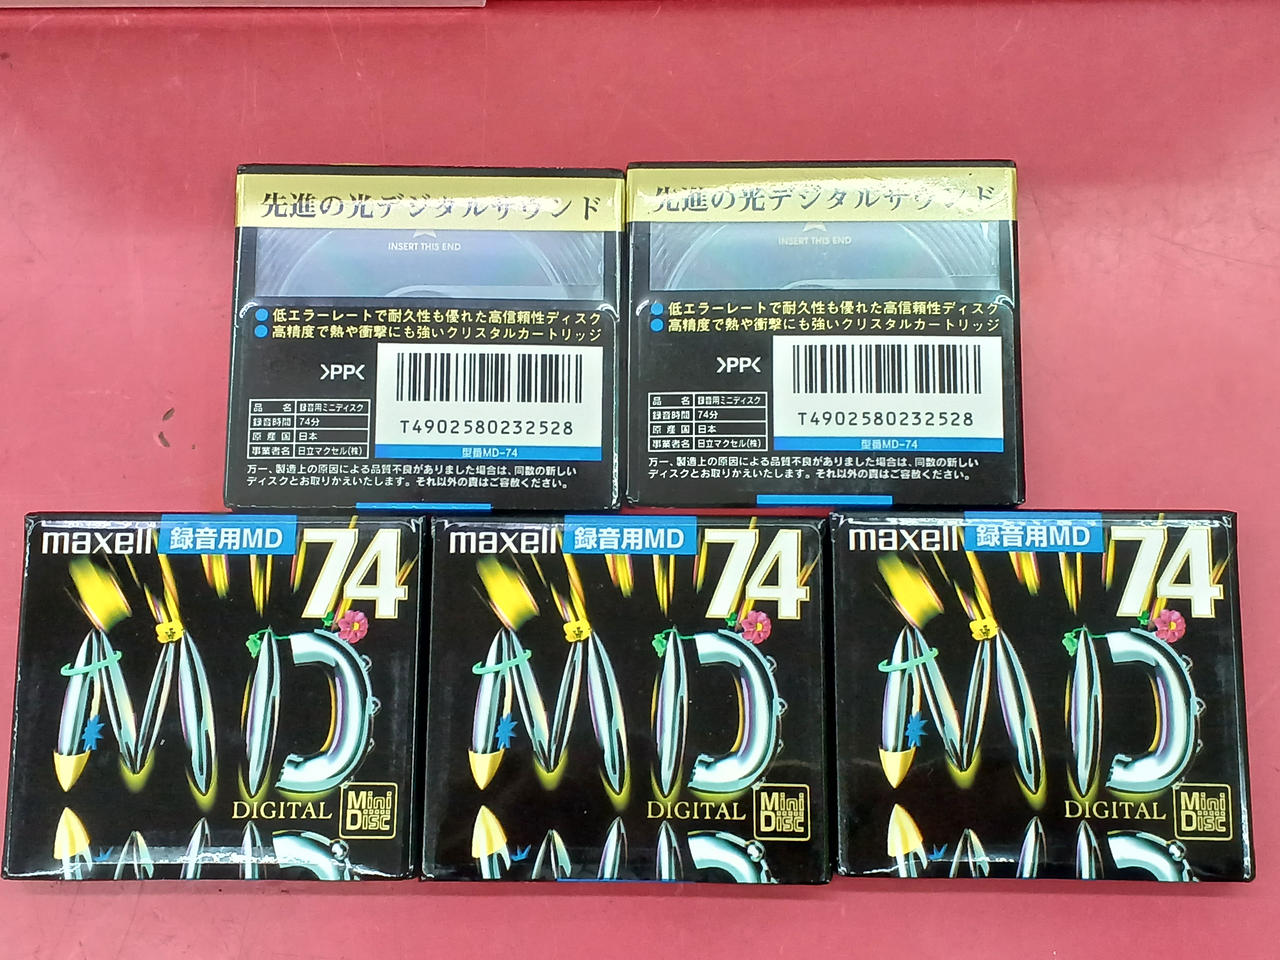 先進の光デジタルサウンド
INSERT THIS END
●低エラーレートで耐久性も優れた高信頼性ディスク
●高精度で熱や衝撃にも強いクリスタルカートリッジ
>PP<
品 名 録音用ミニディスク
録音時間 74分
原産国 日本
事業者名 日立マクセル(株)
T4902580232528
型番MD-74
万一、製造上の原因による品質不良がありました場合は、同数の新しい
ディスクとお取りかえいたします。それ以外の責はご容赦ください。
先進の光デジタルサウンド
INSERT THIS END
●低エラーレートで耐久性も優れた高信頼性ディスク
●高精度で熱や衝撃にも強いクリスタルカートリッジ
>PP<
品 名 録音用ミニディスク
録音時間 74分
原産国 日本
事業者名 日立マクセル(株)
T4902580232528
型番MD-74
万一、製造上の原因による品質不良がありました場合は、同数の新しい
ディスクとお取りかえいたします。それ以外の責はご容赦ください。
maxell 録音用MD 74
MD
DIGITAL
Mini
Disc
maxell 録音用MD 74
MD
DIGITAL
Mini
Disc
maxell 録音用MD 74
MD
DIGITAL
Mini
Disc